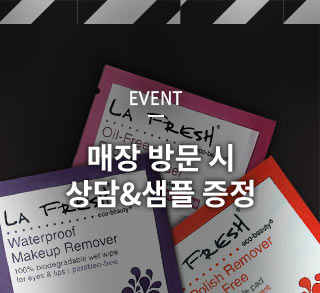 EVENT
매장 방문 시
상담&샘플 증정
LA FRESH
eco-beauty
Oil-Free
LA FRESH
eco-beauty
Waterproof
Makeup Remover
100% biodegradable wet wipe
for eyes & lips | paraben-free
FRESH
eco-beauty
Polish Remover
Free